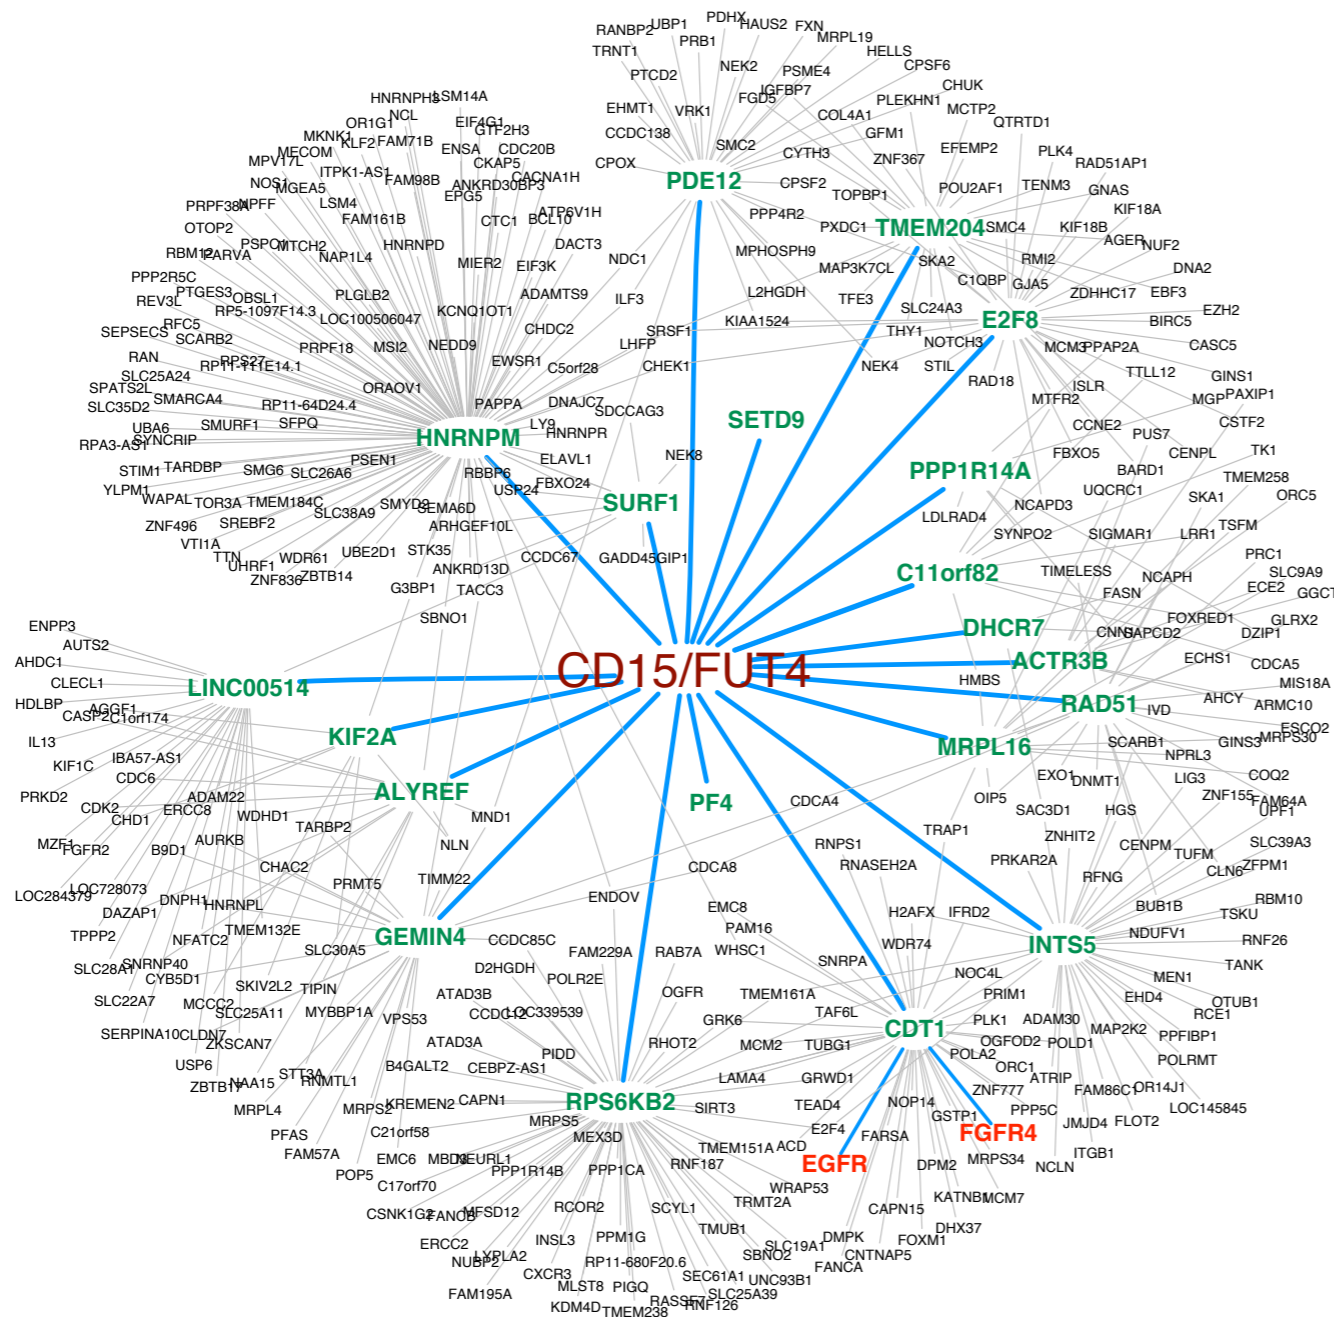 PDHX
UBP1
HAUS2
FXN
RANBP2
PRB1
MRPL19
TRNT1
HELLS
NEK2
PSME4
CPSF6
PTCD2
IGFBP7
FGD5
CHUK
HNRNPH3
LSM14A
PLEKHN1
EHMT1
VRK1
MCTP2
NCL
COL4A1
OR1G1
EIF4G1
QTRTD1
MKNK1
KLF2
FAM71B
GTF2H3
CCDC138
GFM1
MECOM
ENSA
CDC20B
SMC2
EFEMP2
PLK4
MPV17L
ITPK1-AS1
CKAP5
CYTH3
ZNF367
RAD51AP1
CPOX
CACNA1H
NOS1
MGEA5
FAM98B
ANKRD30BP3
PDE12
CPSF2
TOPBP1
POU2AF1
TENM3
GNAS
NPFF
LSM4
EPG5
PRPF38A
KIF18A
OTOP2
FAM161B
CTC1
ATP6V1H
BCL10
PPP4R2
PXDC1
TMEM204
SMC4
KIF18B
AGER
NUF2
RBM12
PARVA
PSPC1
MTCH2
HNRNPD
DACT3
NDC1
MPHOSPH9
SKA2
RMI2
NAP1L4
MIER2
EIF3K
MAP3K7CL
DNA2
PPP2R5C
C1QBP
GJA5
PTGES3
PLGLB2
ADAMTS9
L2HGDH
TFE3
ZDHHC17
EBF3
REV3L
OBSL1
ILF3
SLC24A3
EZH2
RP5-1097F14.3
KCNQ1OT1
RFC5
LOC100506047
KIAA1524
E2F8
BIRC5
SEPSECS
SCARB2
CHDC2
SRSF1
THY1
PRPF18
MSI2
NEDD9
LHFP
NOTCH3
MCM3
PPAP2A
CASC5
RAN
RPS27
RP11-111E14.1
EWSR1
C5orf28
CHEK1
NEK4
STIL
TTLL12
GINS1
SLC25A24
RAD18
ISLR
SPATS2L
ORAOV1
MTFR2
MGP
PAXIP1
SMARCA4
RP11-64D24.4
PAPPA
DNAJC7
SDCCAG3
SETD9
SLC35D2
SMURF1
SFPQ
LY9
CCNE2
CSTF2
UBA6
HNRNPM
HNRNPR
PUS7
RPA3-AS1
SYNCRIP
FBXO5
CENPL
TK1
NEK8
STIM1
TARDBP
SMG6
PSEN1
ELAVL1
PPP1R14A
BARD1
TMEM258
SLC26A6
RBBP6
FBXO24
YLPM1
WAPAL
TOR3A
TMEM184C
USP24
UQCRC1
SKA1
ORC5
SMYD3
SEMA6D
SURF1
LDLRAD4
NCAPD3
ZNF496
SREBF2
SLC38A9
ARHGEF10L
TSFM
VTI1A
SYNPO2
SIGMAR1
LRR1
TTN
WDR61
UBE2D1
STK35
CCDC67
GADD45GIP1
PRC1
UHRF1
ANKRD13D
C11orf82
TIMELESS
SLC9A9
ZNF836
ZBTB14
G3BP1
TACC3
FASN
NCAPH
ECE2
GGCT
SBNO1
FOXRED1
GLRX2
ENPP3
DHCR7
CNNM
SAPCD2
DZIP1
AUTS2
CD15/FUT4
ACTR3B
ECHS1
AHDC1
CDCA5
CLECL1
LINC00514
HMBS
MIS18A
HDLBP
RAD51
AHCY
ARMC10
AGGF1
CASP2
C1orf174
IVD
ESCO2
IL13
KIF2A
MRPL16
SCARB1
GINS3
MRPS30
KIF1C
IBA57-AS1
NPRL3
CDC6
EXO1
DNMT1
LIG3
COQ2
PRKD2
ADAM22
ALYREF
PF4
CDCA4
OIP5
ZNF155
FAM64A
CDK2
CHD1
ERCC8
WDHD1
MND1
SAC3D1
HGS
UPF1
TARBP2
TRAP1
ZNHIT2
MZF1
FGFR2
B9D1
AURKB
NLN
RNPS1
CENPM
SLC39A3
CHAC2
TIMM22
CDCA8
RNASEH2A
PRKAR2A
TUFM
ZFPM1
LOC728073
PRMT5
RFNG
CLN6
LOC284379
DNPH1
HNRNPL
ENDOV
EMC8
H2AFX
IFRD2
BUB1B
RBM10
DAZAP1
TMEM132E
PAM16
TSKU
TPPP2
NFATC2
SLC30A5
GEMIN4
CCDC85C
WDR74
INTS5
NDUFV1
RNF26
FAM229A
RAB7A
WHSC1
SNRPA
SLC28A1
SNRNP40
D2HGDH
TANK
CYB5D1
SKIV2L2
TIPIN
POLR2E
NOC4L
MEN1
SLC22A7
MCCC2
ATAD3B
OGFR
TMEM161A
PRIM1
EHD4
OTUB1
SLC25A11
MYBBP1A
VPS53
CCDC12
LOC339539
TAF6L
RCE1
SERPINA10
CLDN7
GRK6
CDT1
PLK1
ADAM30
MAP2K2
PPFIBP1
ZKSCAN7
ATAD3A
PIDD
RHOT2
MCM2
TUBG1
OGFOD2
POLD1
USP6
B4GALT2
CEBPZ-AS1
POLA2
POLRMT
STT3A
LAMA4
GRWD1
ORC1
ATRIP
ZBTB17
NAA15
RNMTL1
ZNF777
FAM86C1
OR14J1
MRPL4
MRPS2
KREMEN2
CAPN1
RPS6KB2
SIRT3
TEAD4
NOP14
GSTP1
PPP5C
JMJD4
FLOT2
LOC145845
PFAS
C21orf58
MRPS5
E2F4
FGFR4
FAM57A
MEX3D
TMEM151A
ACD
FARSA
ITGB1
EMC6
MBD3
NEURL1
EGFR
DPM2
MRPS34
NCLN
POP5
PPP1R14B
PPP1CA
RNF187
C17orf70
WRAP53
KATNB1
MCM7
CSNK1G2
FANCB
MFSD12
RCOR2
SCYL1
TRMT2A
CAPN15
TMUB1
DHX37
ERCC2
INSL3
PPM1G
SLC19A1
DMPK
FOXM1
NUBP2
LYPLA2
RP11-680F20.6
SBNO2
CNTNAP5
CXCR3
SEC61A1
UNC93B1
FANCA
FAM195A
MLST8
PIGQ
SLC25A39
KDM4D
TMEM238
RASSF7
RNF126